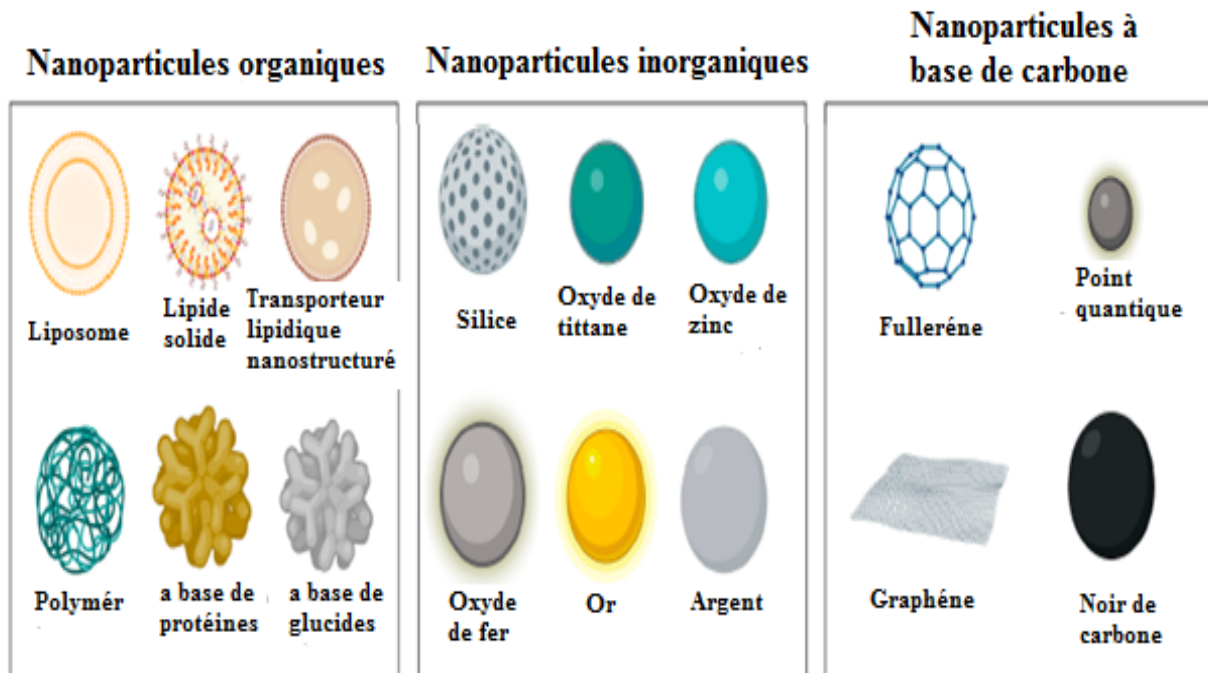 Nanoparticules organiques
Nanoparticules inorganiques
Nanoparticules à
base de carbone
Liposome
Lipide
solide
Transporteur
lipidique
nanostructuré
Polymér
a base de
protéines
a base de
glucides
Silice
Oxyde de
tittane
Oxyde de
zinc
Oxyde
de fer
Or
Argent
Fulleréne
Point
quantique
Graphéne
Noir de
carbone